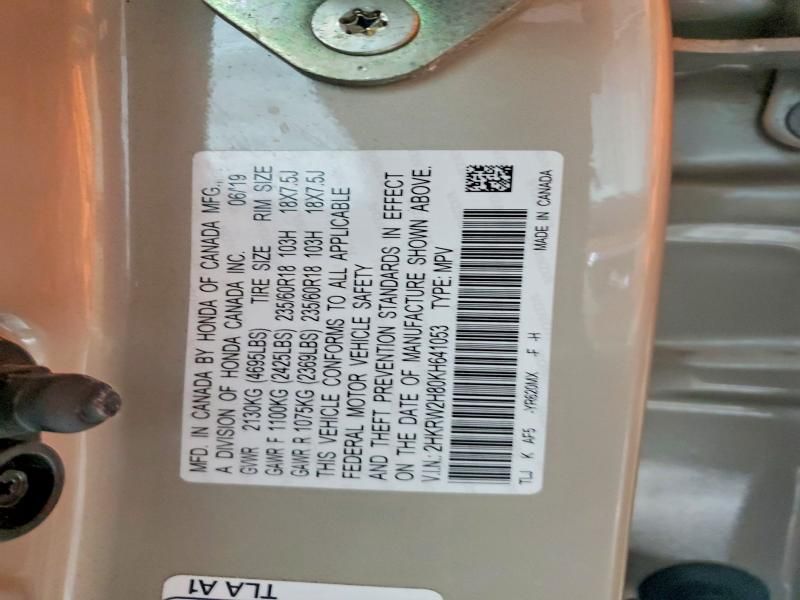 MFD. IN CANADA BY HONDA OF CANADA MFG.,
A DIVISION OF HONDA CANADA INC. 06/19
GVWR 2130KG (4695LBS) TIRE SIZE RIM SIZE
GAWR F 1100KG (2425LBS) 235/60R18 103H 18X7.5J
GAWR R 1075KG (2369LBS) 235/60R18 103H 18X7.5J
THIS VEHICLE CONFORMS TO ALL APPLICABLE
FEDERAL MOTOR VEHICLE SAFETY
AND THEFT PREVENTION STANDARDS IN EFFECT
ON THE DATE OF MANUFACTURE SHOWN ABOVE.
V.I.N.: 2HKRW2H80KH641053 TYPE: MPV
TLJ K AF5 -YR620MX -F -H
MADE IN CANADA
TLA A1